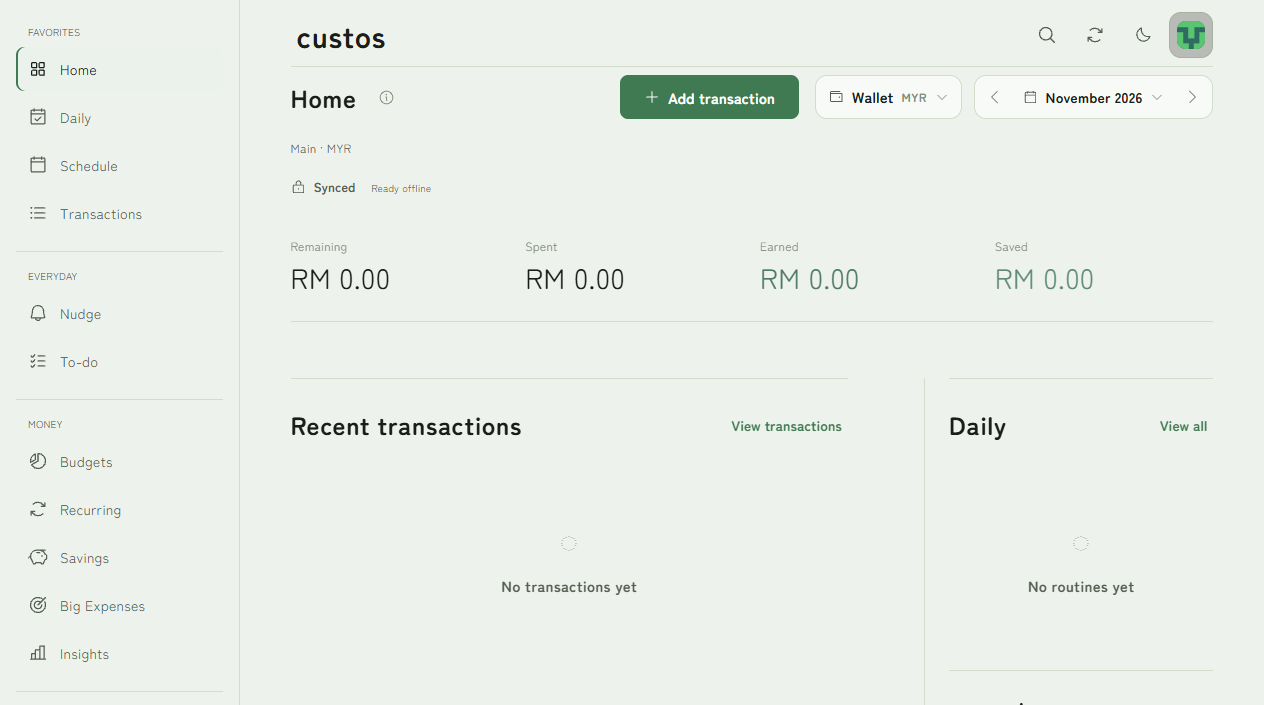 FAVORITES
Home
Daily
Schedule
Transactions
EVERYDAY
Nudge
To-do
MONEY
Budgets
Recurring
Savings
Big Expenses
Insights
custos
Home
Add transaction
Wallet MYR
November 2026
Main · MYR
Synced Ready offline
Remaining Spent Earned Saved
RM 0.00 RM 0.00 RM 0.00 RM 0.00
Recent transactions View transactions
No transactions yet
Daily View all
No routines yet